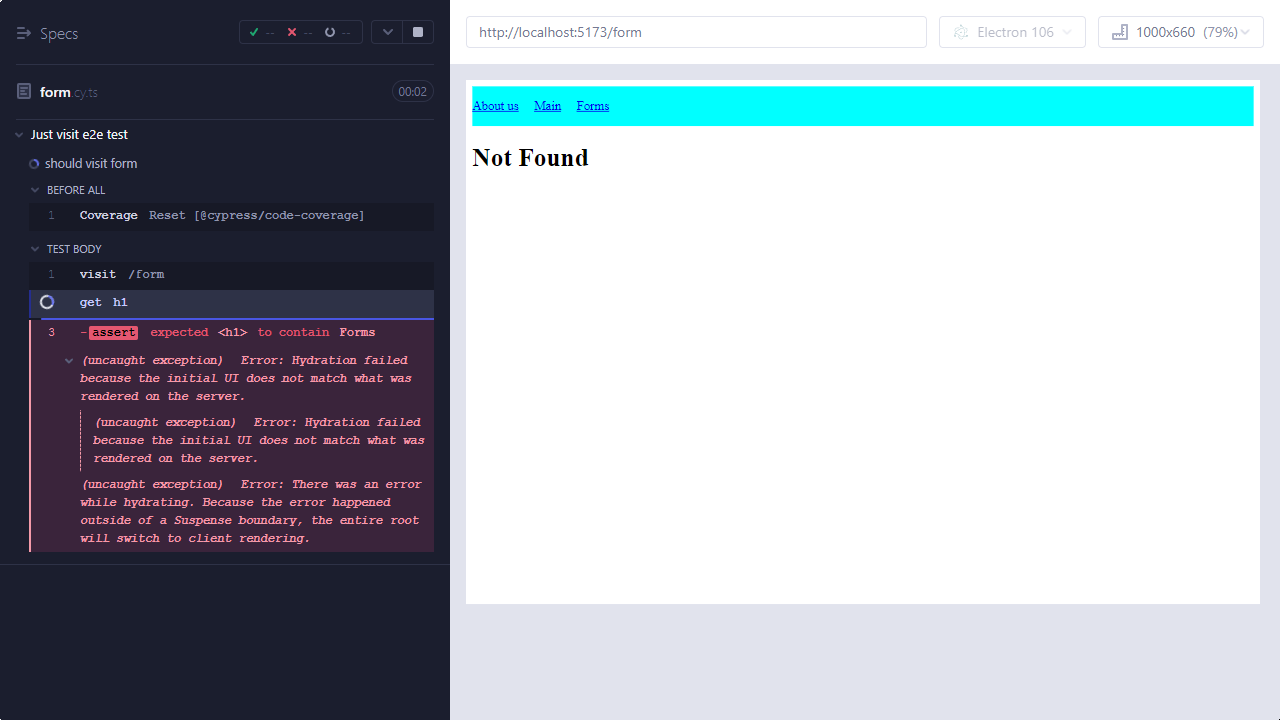 Specs
-- -- --
form.cy.ts
00:02
Just visit e2e test
should visit form
BEFORE ALL
1 Coverage Reset [@cypress/code-coverage]
TEST BODY
1 visit /form
get h1
3 -assert expected <h1> to contain Forms
(uncaught exception) Error: Hydration failed
because the initial UI does not match what was
rendered on the server.
(uncaught exception) Error: Hydration failed
because the initial UI does not match what was
rendered on the server.
(uncaught exception) Error: There was an error
while hydrating. Because the error happened
outside of a Suspense boundary, the entire root
will switch to client rendering.
http://localhost:5173/form
Electron 106
1000x660 (79%)
About us Main Forms
Not Found